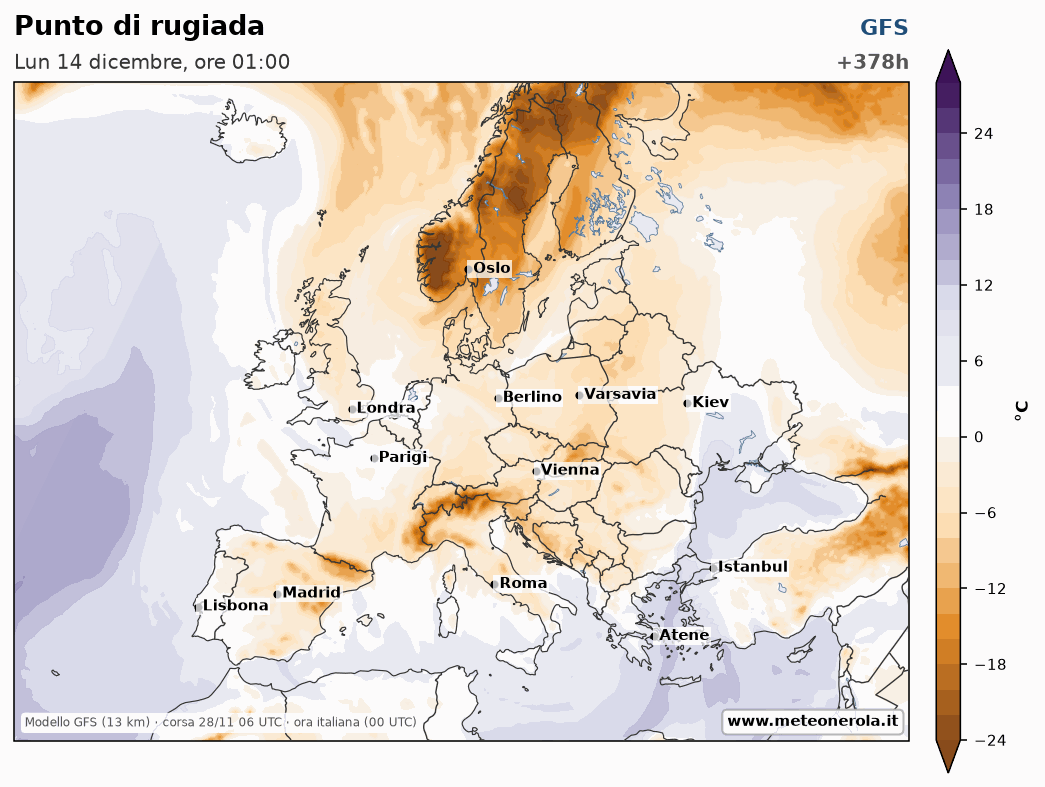 Punto di rugiada
GFS
Lun 14 dicembre, ore 01:00
+378h
24
18
12
6
0
−6
−12
−18
−24
°C
Oslo
Berlino
Varsavia
Kiev
Londra
Parigi
Vienna
Istanbul
Roma
Madrid
Lisbona
Atene
Modello GFS (13 km) · corsa 28/11 06 UTC · ora italiana (00 UTC)
www.meteonerola.it